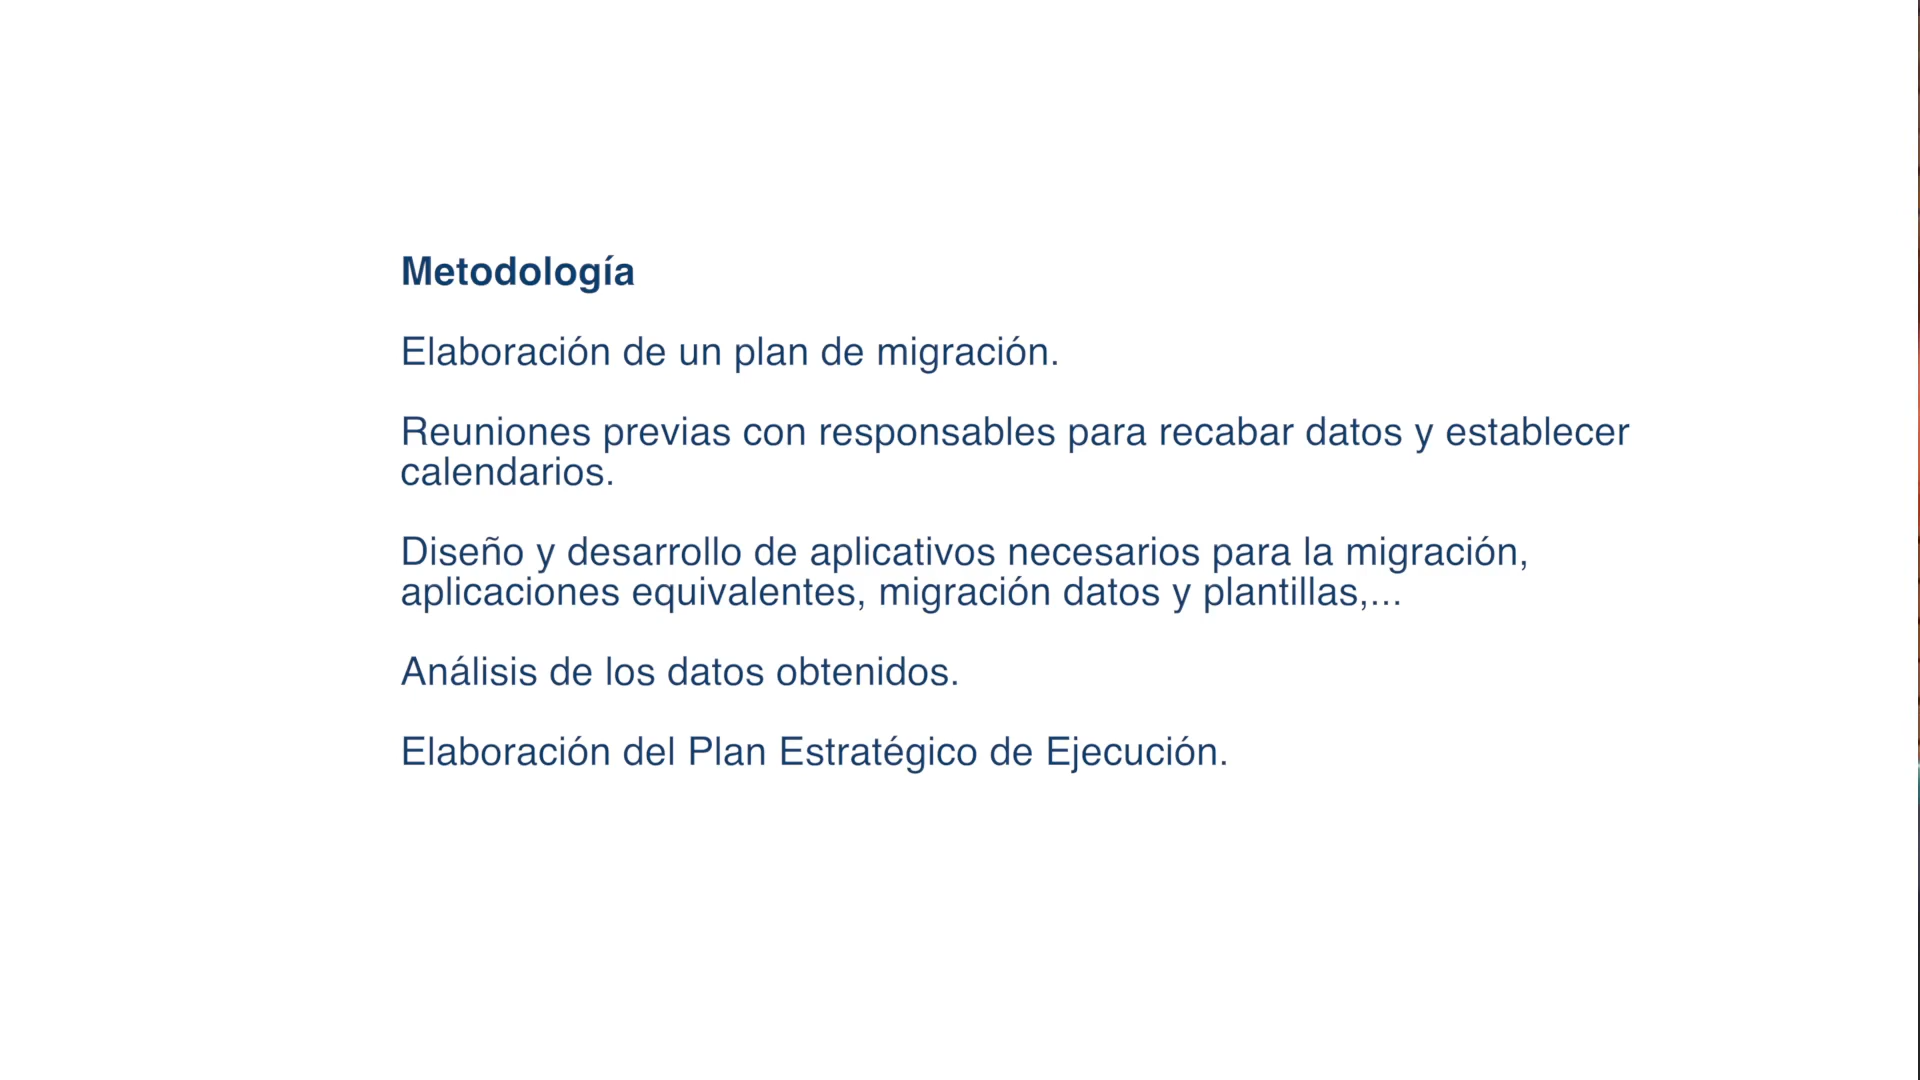 Metodología
Elaboración de un plan de migración.
Reuniones previas con responsables para recabar datos y establecer
calendarios.
Diseño y desarrollo de aplicativos necesarios para la migración,
aplicaciones equivalentes, migración datos y plantillas,...
Análisis de los datos obtenidos.
Elaboración del Plan Estratégico de Ejecución.